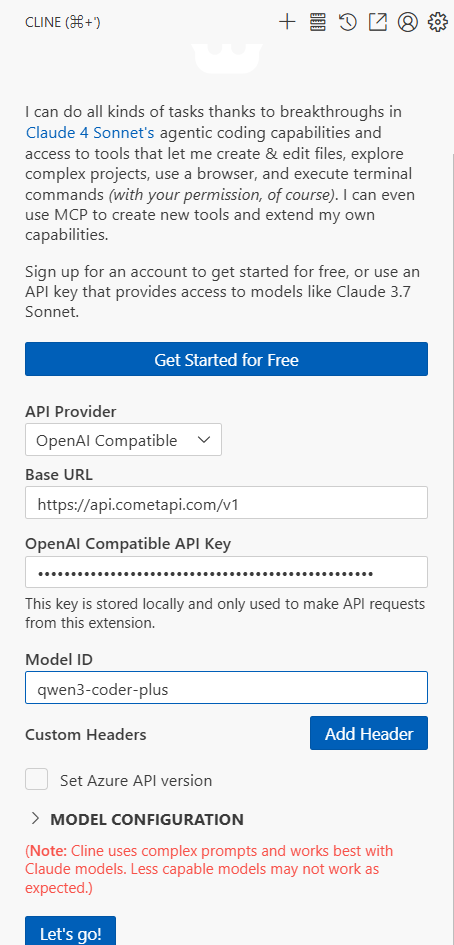 CLINE (⌘+')
I can do all kinds of tasks thanks to breakthroughs in
Claude 4 Sonnet's agentic coding capabilities and
access to tools that let me create & edit files, explore
complex projects, use a browser, and execute terminal
commands (with your permission, of course). I can even
use MCP to create new tools and extend my own
capabilities.
Sign up for an account to get started for free, or use an
API key that provides access to models like Claude 3.7
Sonnet.
Get Started for Free
API Provider
OpenAI Compatible
Base URL
https://api.cometapi.com/v1
OpenAI Compatible API Key
••••••••••••••••••••••••••••••••••••••••••••••••••••
This key is stored locally and only used to make API requests
from this extension.
Model ID
qwen3-coder-plus
Custom Headers
Add Header
Set Azure API version
MODEL CONFIGURATION
(Note: Cline uses complex prompts and works best with
Claude models. Less capable models may not work as
expected.)
Let's go!